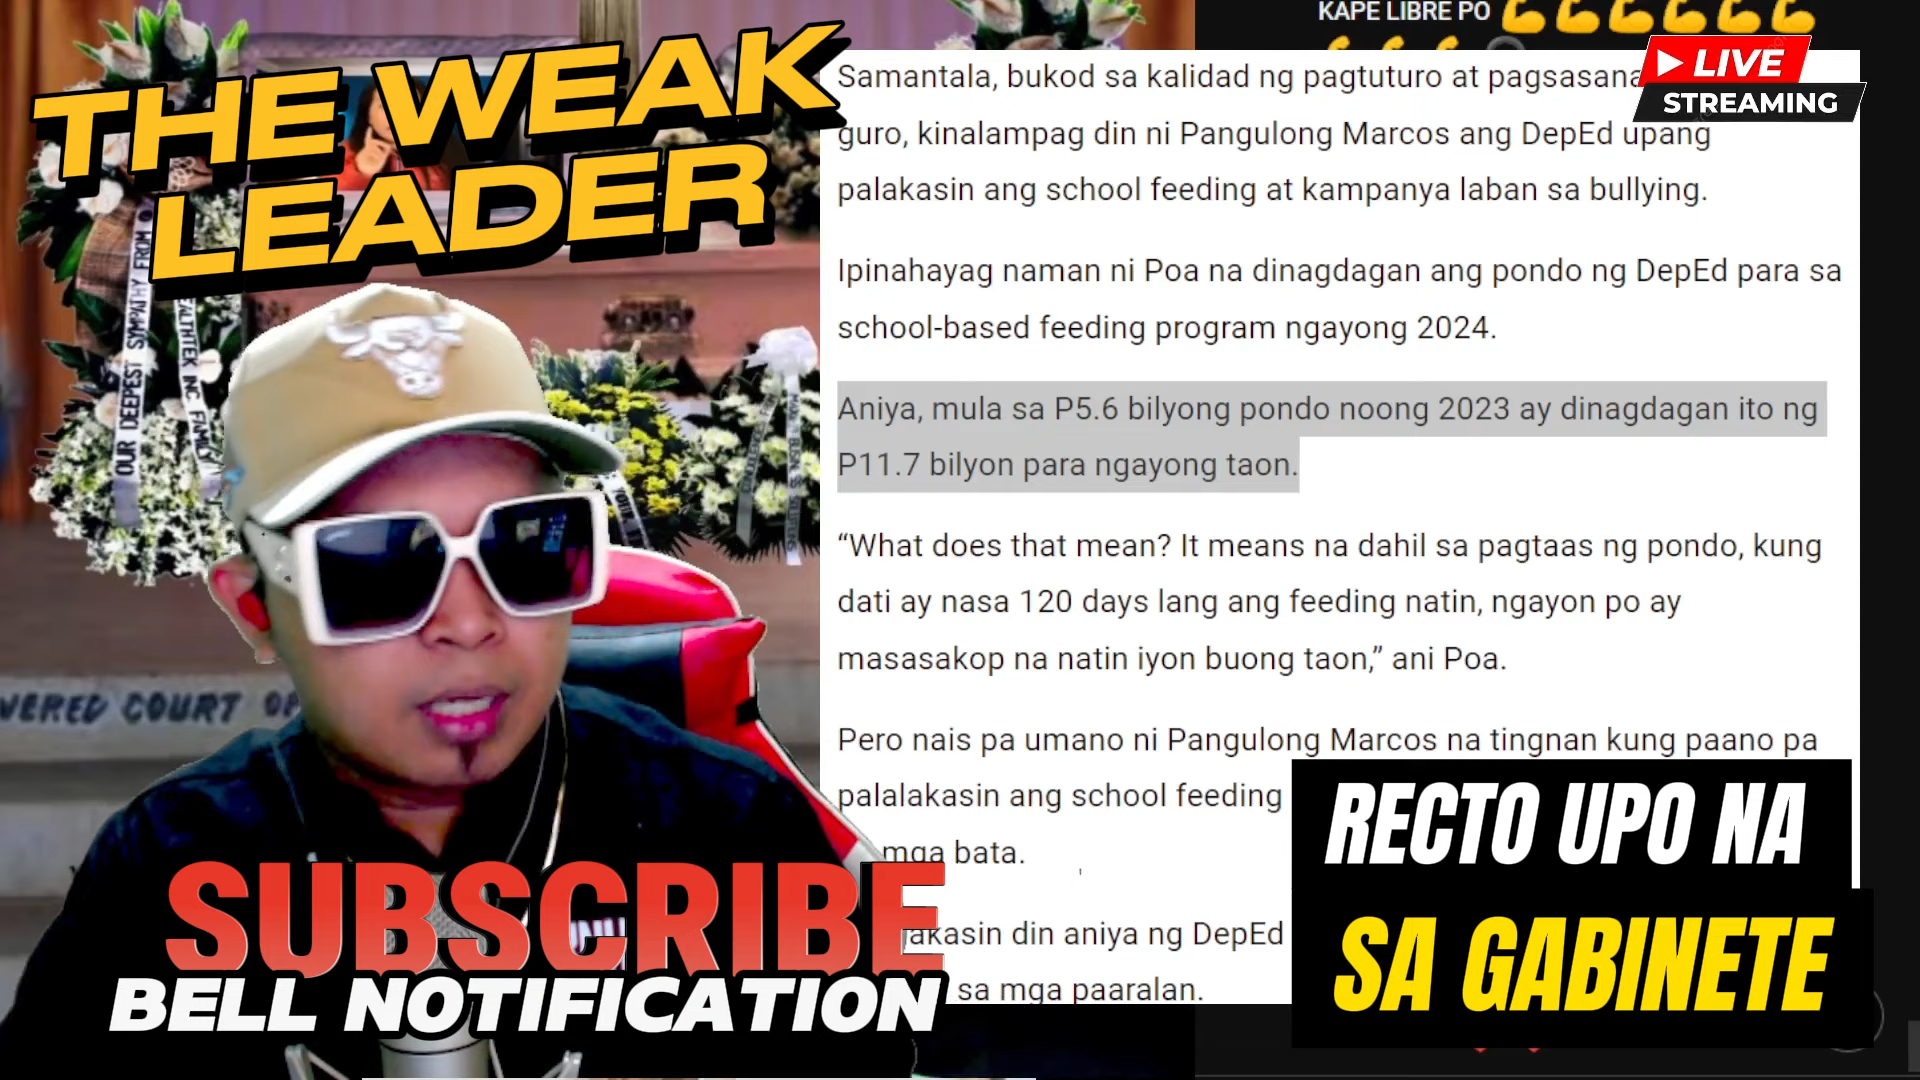 THE WEAK
LEADER
KAPE LIBRE PO
LIVE
STREAMING
OUR DEEPEST SYMPATHY FROM
INC FAMILY
VERED COURT OF
Samantala, bukod sa kalidad ng pagtuturo at
guro, kinalampag din ni Pangulong Marcos ang DepEd upang
palakasin ang school feeding at kampanya laban sa bullying.
Ipinahayag naman ni Poa na dinagdagan ang pondo ng DepEd para sa
school-based feeding program ngayong 2024.
Aniya, mula sa P5.6 bilyong pondo noong 2023 ay dinagdagan ito ng
P11.7 bilyon para ngayong taon.
“What does that mean? It means na dahil sa pagtaas ng pondo, kung
dati ay nasa 120 days lang ang feeding natin, ngayon po ay
masasakop na natin iyon buong taon,” ani Poa.
Pero nais pa umano ni Pangulong Marcos na tingnan kung paano pa
palalakasin ang school feeding
mga bata.
din aniya ng DepEd
sa mga paaralan.
SUBSCRIBE
BELL NOTIFICATION
RECTO UPO NA
SA GABINETE